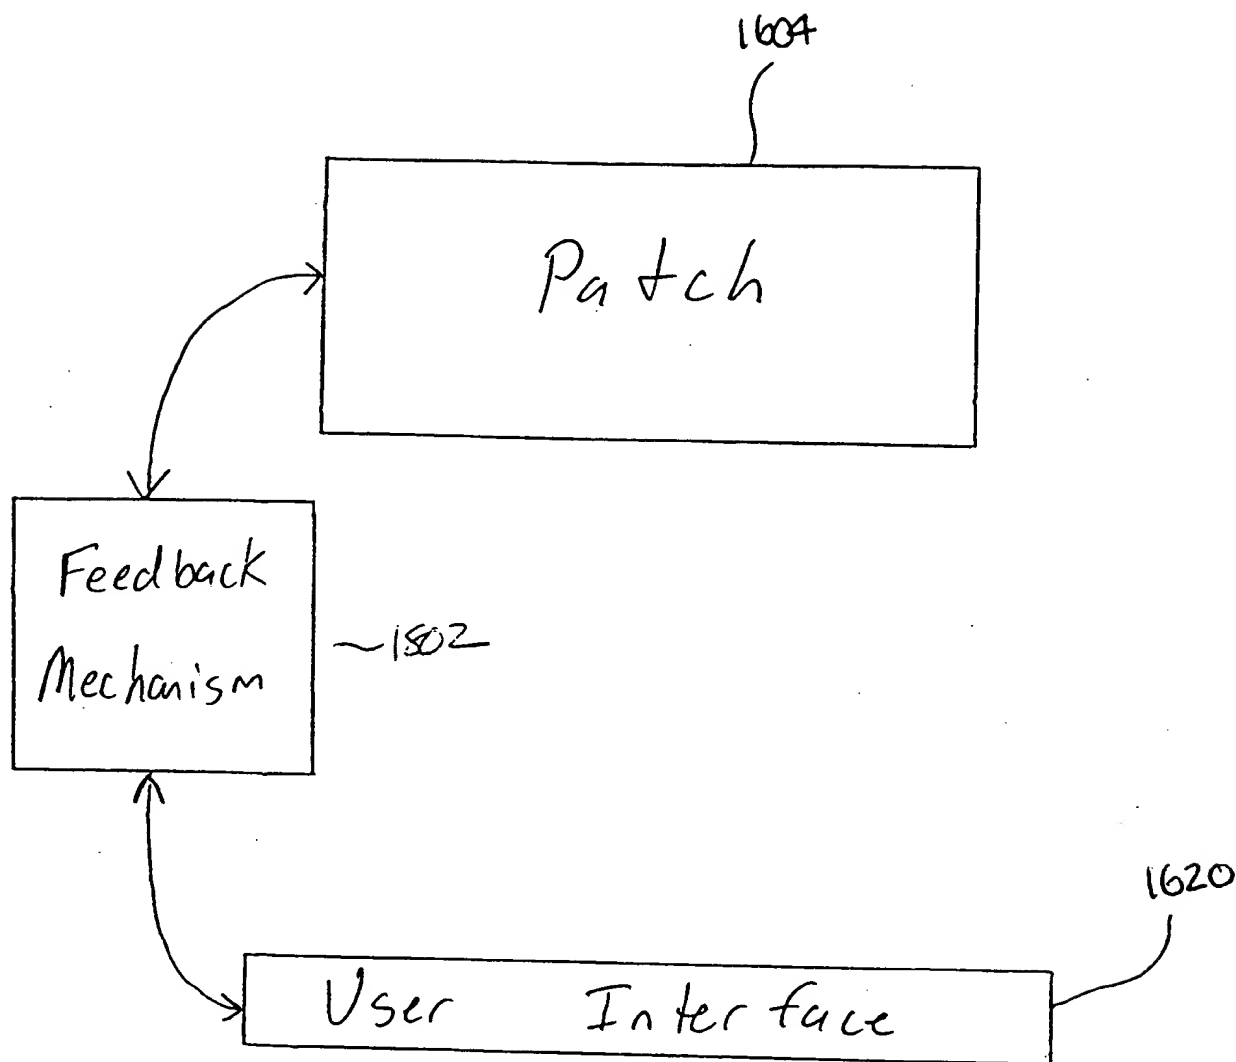 1604
Patch
Feedback
Mechanism
1802
1620
User Interface